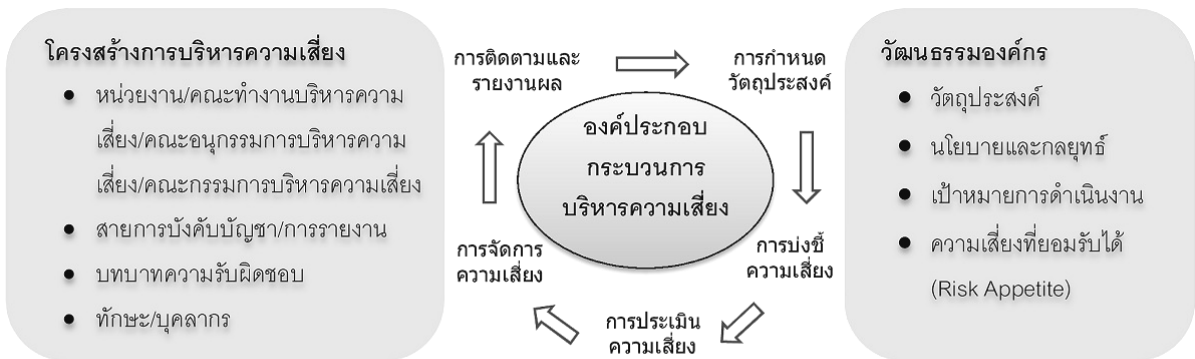 โครงสร้างการบริหารความเสี่ยง
● หน่วยงาน/คณะทำงานบริหารความ
เสี่ยง/คณะอนุกรรมการบริหารความ
เสี่ยง/คณะกรรมการบริหารความเสี่ยง
● สายการบังคับบัญชา/การรายงาน
● บทบาทความรับผิดชอบ
● ทักษะ/บุคลากร
การติดตามและ
รายงานผล
การกำหนด
วัตถุประสงค์
องค์ประกอบ
กระบวนการ
บริหารความเสี่ยง
การบ่งชี้
ความเสี่ยง
การประเมิน
ความเสี่ยง
การจัดการ
ความเสี่ยง
วัฒนธรรมองค์กร
● วัตถุประสงค์
● นโยบายและกลยุทธ์
● เป้าหมายการดำเนินงาน
● ความเสี่ยงที่ยอมรับได้
(Risk Appetite)